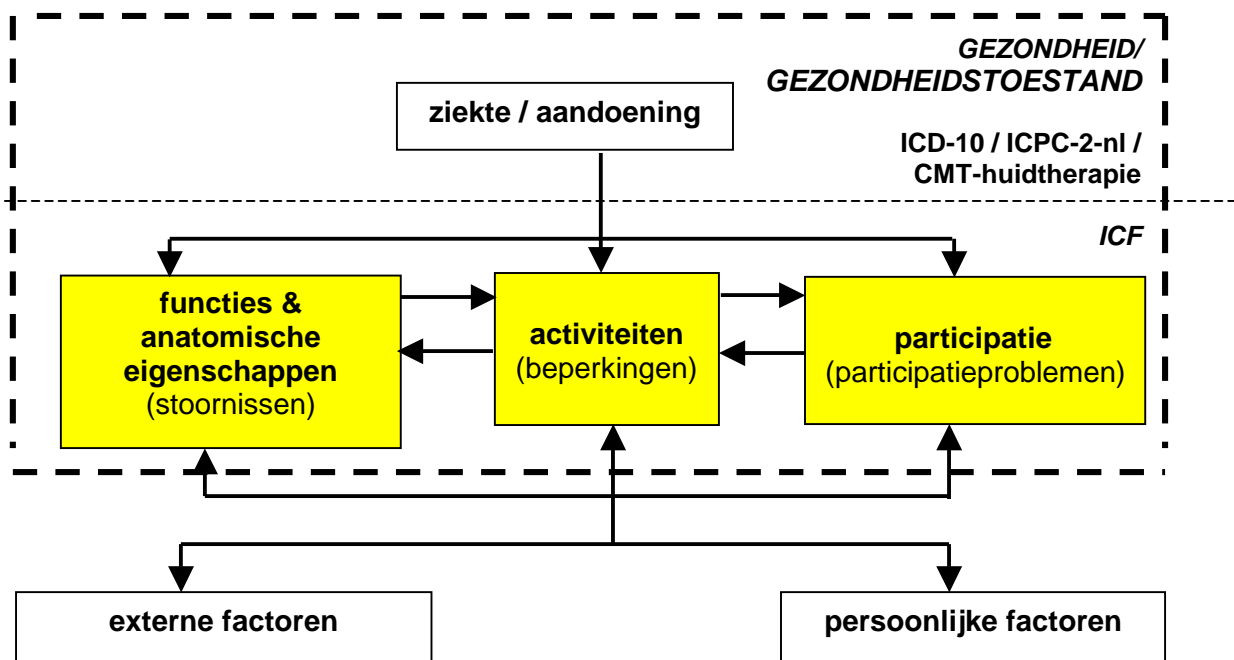 GEZONDHEID/
GEZONDHEIDSTOESTAND
ziekte / aandoening
ICD-10 / ICPC-2-nl /
CMT-huidtherapie
ICF
functies &
anatomische
eigenschappen
(stoornissen)
activiteiten
(beperkingen)
participatie
(participatieproblemen)
externe factoren
persoonlijke factoren